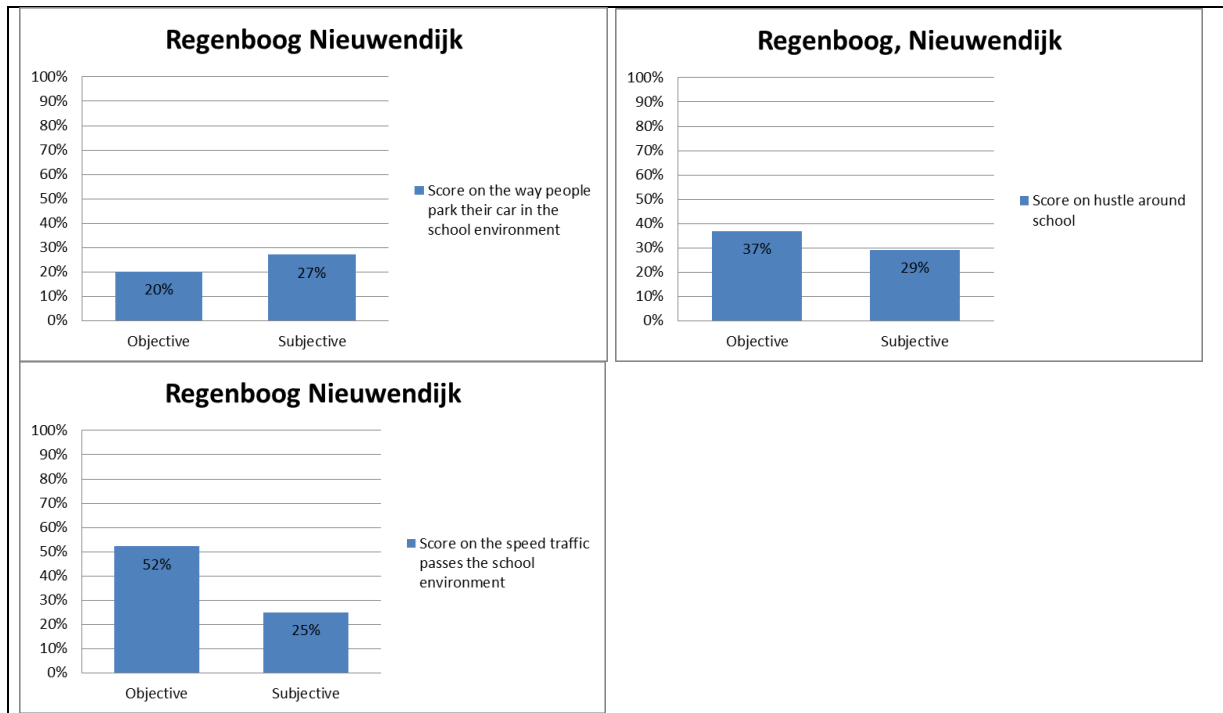 Regenboog Nieuwendijk
100%
90%
80%
70%
60%
50%
40%
30%
20%
10%
0%
20%
27%
Objective
Subjective
Score on the way people
park their car in the
school environment
Regenboog, Nieuwendijk
100%
90%
80%
70%
60%
50%
40%
30%
20%
10%
0%
37%
29%
Objective
Subjective
Score on hustle around
school
Regenboog Nieuwendijk
100%
90%
80%
70%
60%
50%
40%
30%
20%
10%
0%
52%
25%
Objective
Subjective
Score on the speed traffic
passes the school
environment